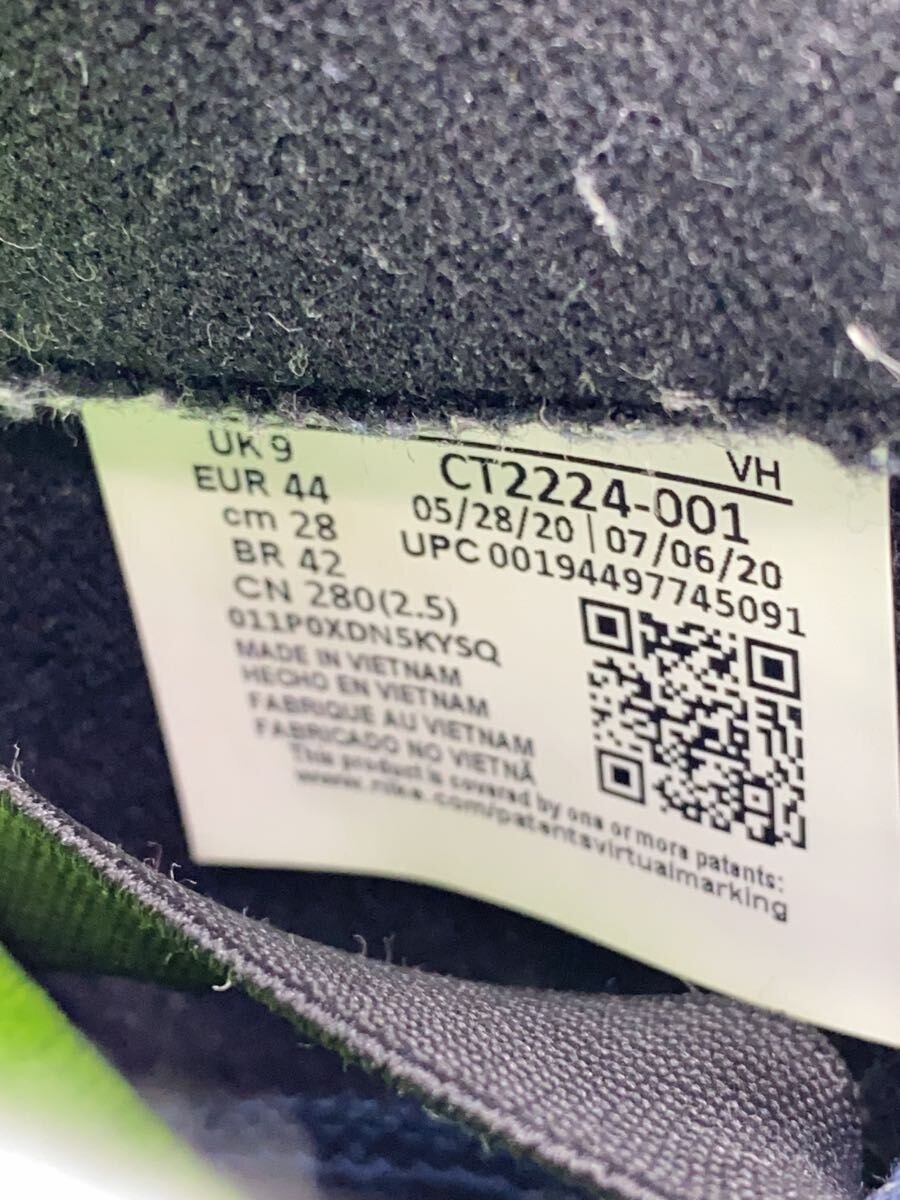 UK 9
EUR 44
cm 28
BR 42
CN 280(2.5)
011P0XDN5KYSQ
VH
CT2224-001
05/28/20 | 07/06/20
UPC 00194497745091
MADE IN VIETNAM
HECHO EN VIETNAM
FABRIQUE AU VIETNAM
FABRICADO NO VIETNÃ
This product is covered by one or more patents:
www.nike.com/patentsvirtualmarking